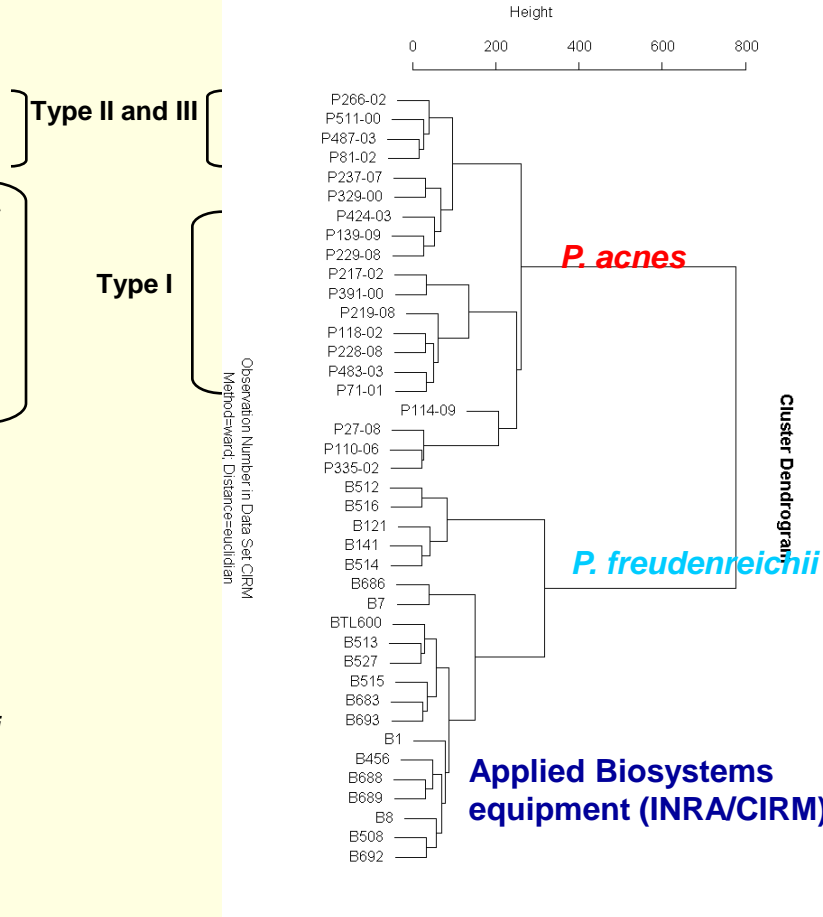 Height
0 200 400 600 800
Type II and III
Type I
P266-02
P511-00
P487-03
P81-02
P237-07
P329-00
P424-03
P139-09
P229-08
P217-02
P391-00
P219-08
P118-02
P228-08
P483-03
P71-01
P114-09
P27-08
P110-06
P335-02
B512
B516
B121
B141
B514
B686
B7
BTL600
B513
B527
B515
B683
B693
B1
B456
B688
B689
B8
B508
B692
P. acnes
P. freudenreichii
Cluster Dendrogram
Observation Number in Data Set CIRM
Method=ward; Distance=euclidian
Applied Biosystems
equipment (INRA/CIRM)